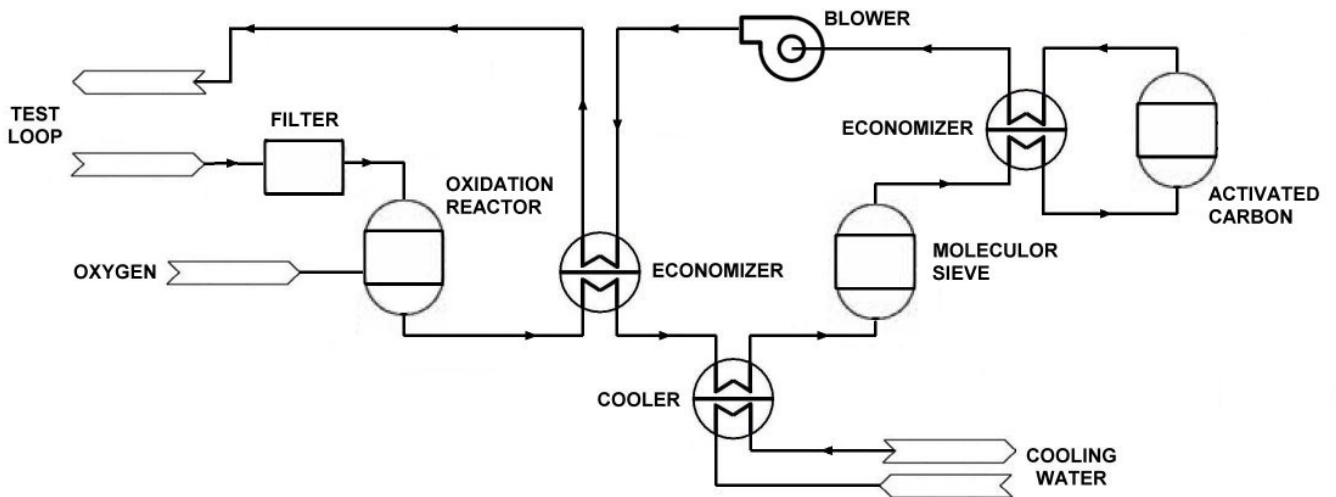 BLOWER
TEST
LOOP
FILTER
ECONOMIZER
OXIDATION
REACTOR
ACTIVATED
CARBON
OXYGEN
ECONOMIZER
MOLECULOR
SIEVE
COOLER
COOLING
WATER